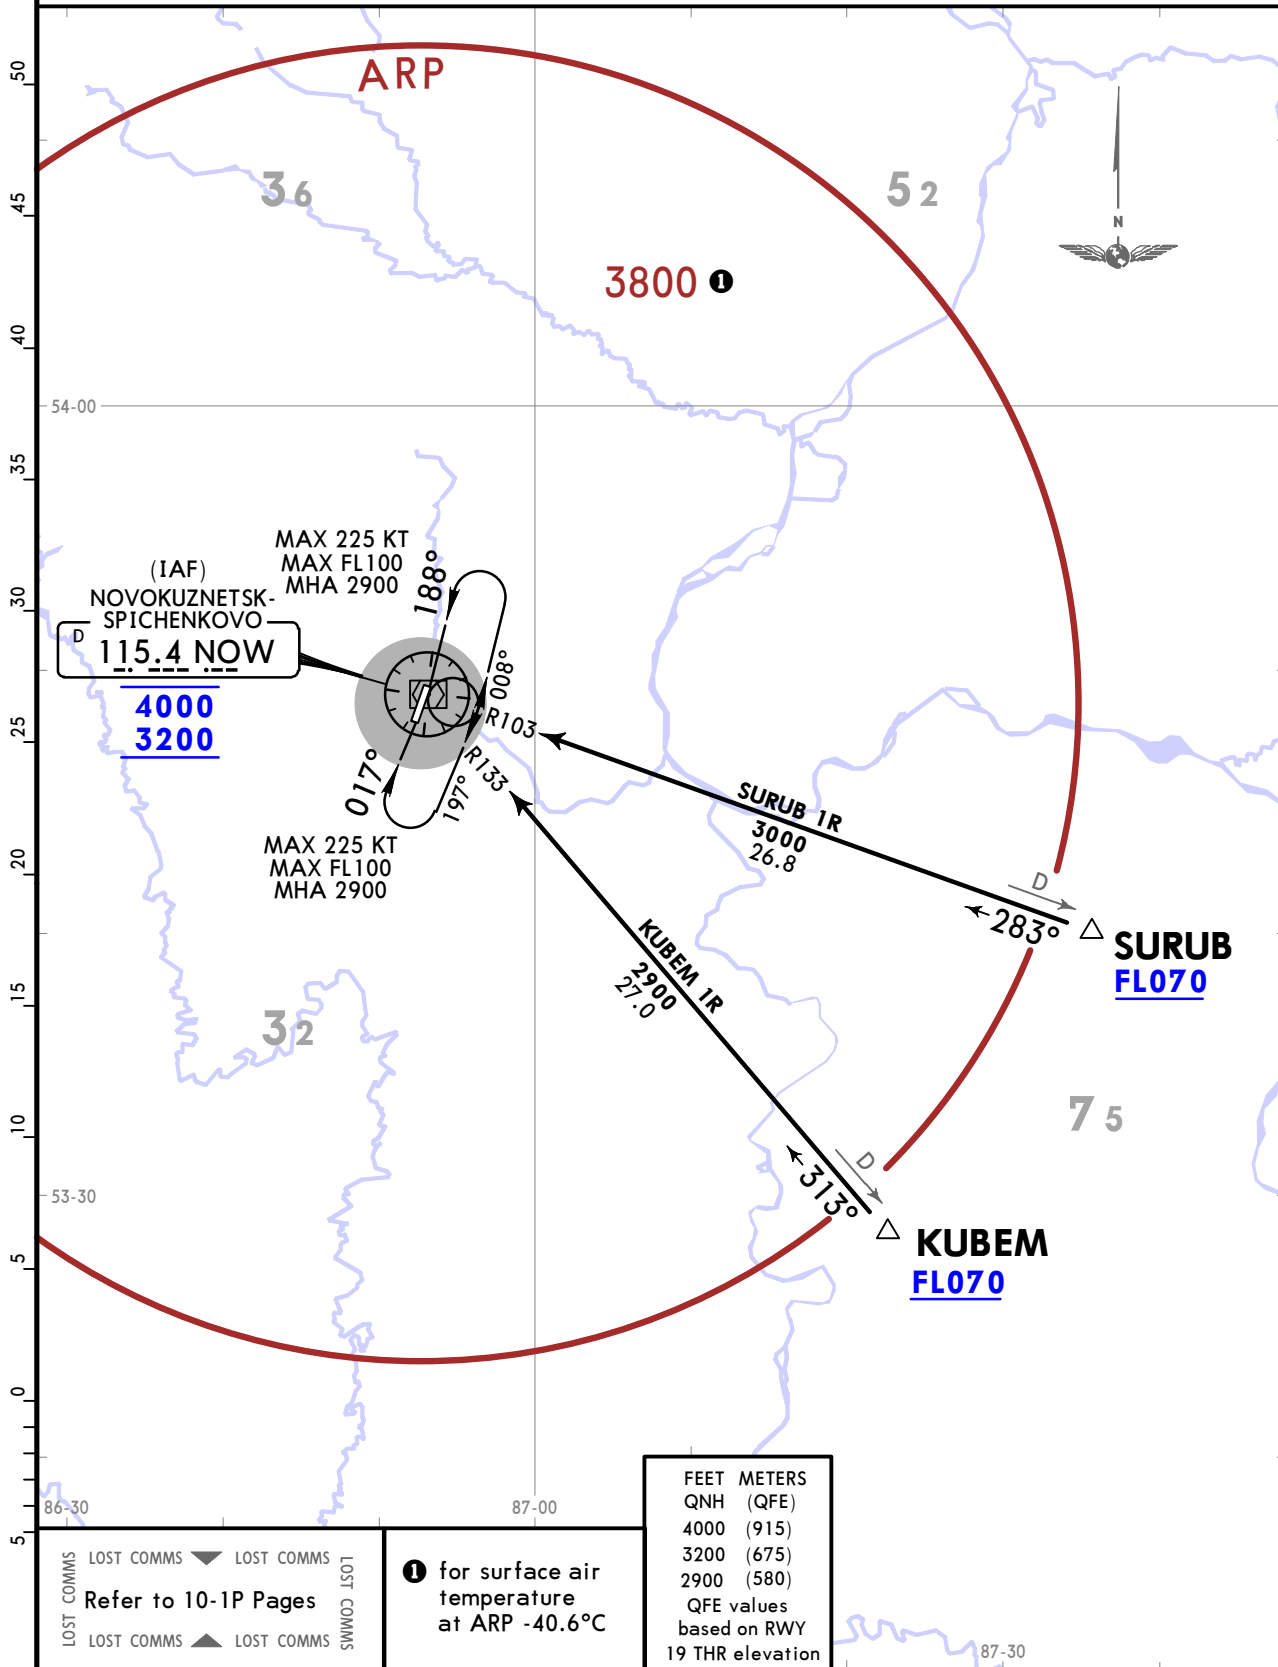 ARP
50
45
40
35
30
25
20
15
10
5
0
5
36
52
N
3800 1
54-00
MAX 225 KT
MAX FL100
MHA 2900
188°
(IAF)
NOVOKUZNETSK-
SPICHENKOVO
D
115.4 NOW
4000
3200
008°
R103
R133
017°
197°
MAX 225 KT
MAX FL100
MHA 2900
SURUB 1R
3000
26.8
D
283°
SURUB
FL070
KUBEM 1R
2900
27.0
32
75
D
313°
53-30
KUBEM
FL070
86-30
87-00
87-30
LOST COMMS LOST COMMS
LOST COMMS
Refer to 10-1P Pages
LOST COMMS
LOST COMMS LOST COMMS
1 for surface air
temperature
at ARP -40.6°C
FEET METERS
QNH (QFE)
4000 (915)
3200 (675)
2900 (580)
QFE values
based on RWY
19 THR elevation